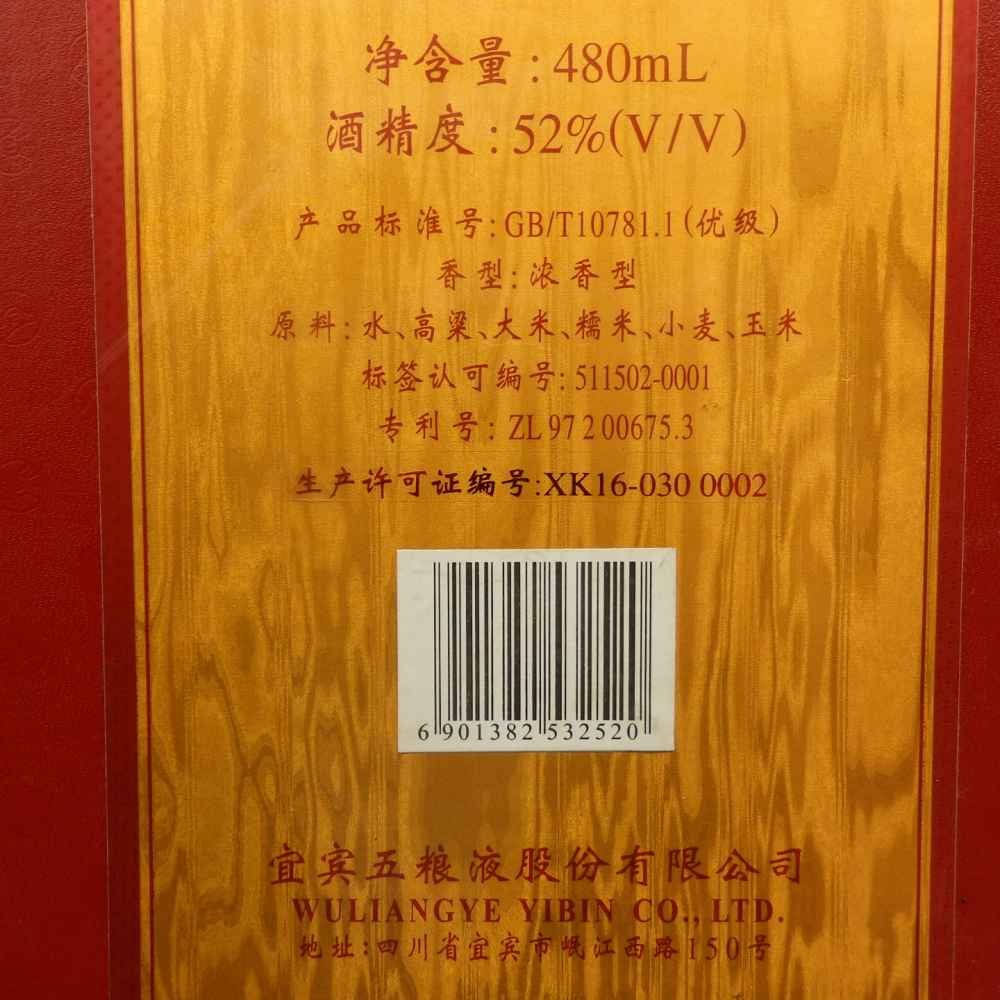 净含量:480mL
酒精度:52%(V/V)
产品标准号:GB/T10781.1(优级)
香型:浓香型
原料:水、高粱、大米、糯米、小麦、玉米
标签认可编号:511502-0001
专利号:ZL 97 2 00675.3
生产许可证编号:XK16-030 0002
6 901382 532520
宜宾五粮液股份有限公司
WULIANGYE YIBIN CO., LTD.
地址:四川省宜宾市岷江西路150号